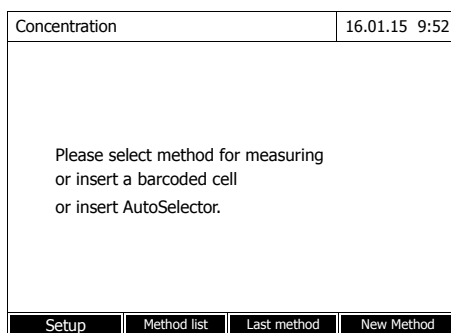 Concentration 16.01.15 9:52
Please select method for measuring
or insert a barcoded cell
or insert AutoSelector.
Setup Method list Last method New Method